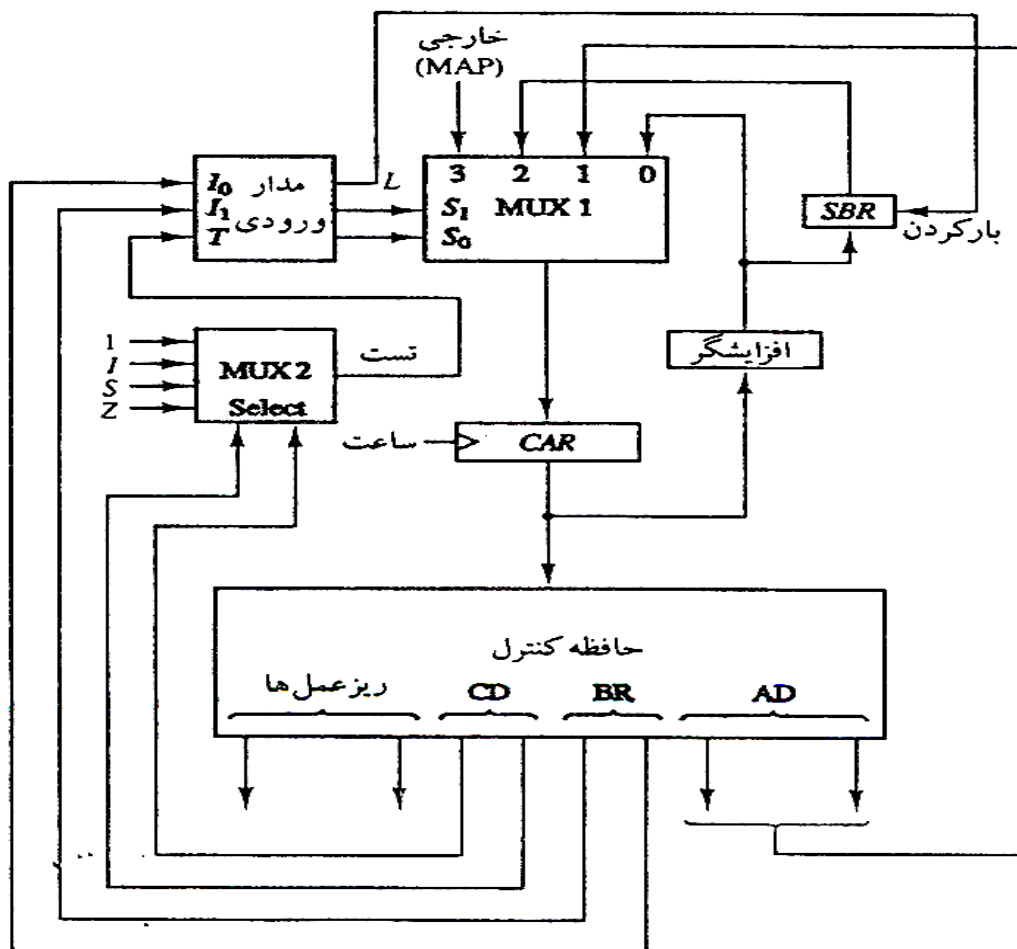 خارجی
(MAP)
I₀ مدار L
I₁ ورودی
T
3 2 1 0
S₁ MUX 1
S₀
SBR
بارکردن
افزایشگر
1
I
S
Z
MUX 2
Select
تست
ساعت
CAR
حافظه کنترل
ریزعمل‌ها CD BR AD